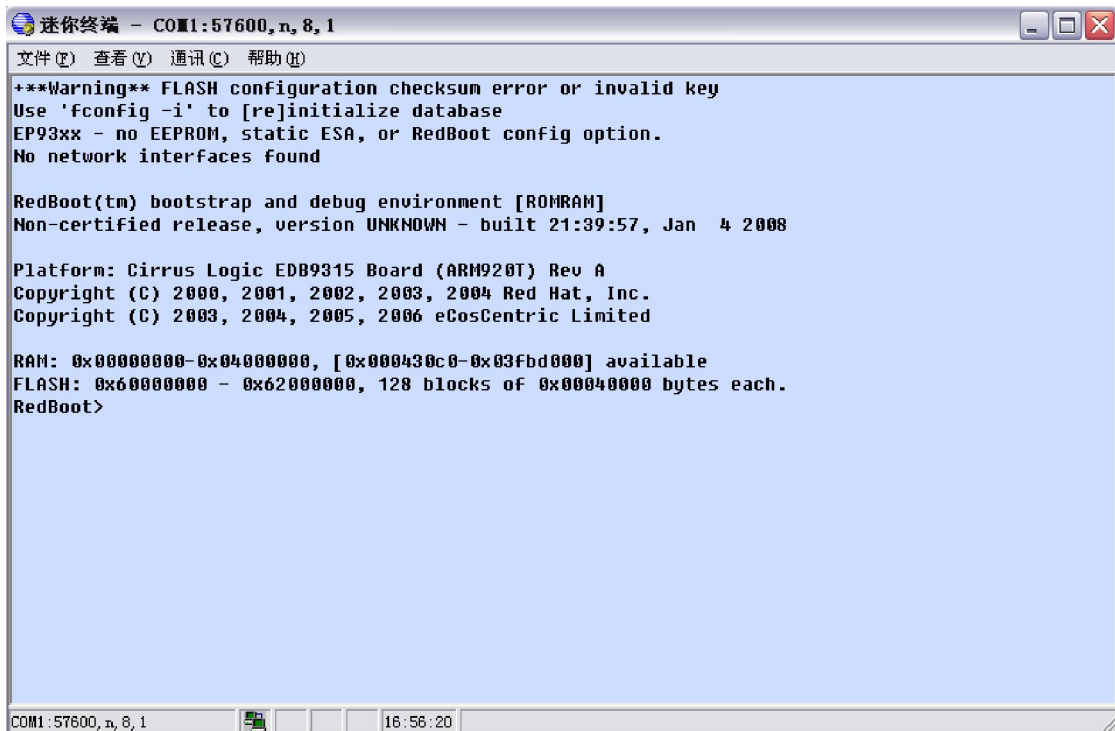 迷你终端 - COM1:57600,n,8,1
文件(F) 查看(V) 通讯(C) 帮助(H)
+**Warning** FLASH configuration checksum error or invalid key
Use 'fconfig -i' to [re]initialize database
EP93xx - no EEPROM, static ESA, or RedBoot config option.
No network interfaces found
RedBoot(tm) bootstrap and debug environment [ROMRAM]
Non-certified release, version UNKNOWN - built 21:39:57, Jan  4 2008
Platform: Cirrus Logic EDB9315 Board (ARM920T) Rev A
Copyright (C) 2000, 2001, 2002, 2003, 2004 Red Hat, Inc.
Copyright (C) 2003, 2004, 2005, 2006 eCosCentric Limited
RAM: 0x00000000-0x04000000, [0x000430c0-0x03fbd000] available
FLASH: 0x60000000 - 0x62000000, 128 blocks of 0x00040000 bytes each.
RedBoot>
COM1:57600,n,8,1 16:56:20